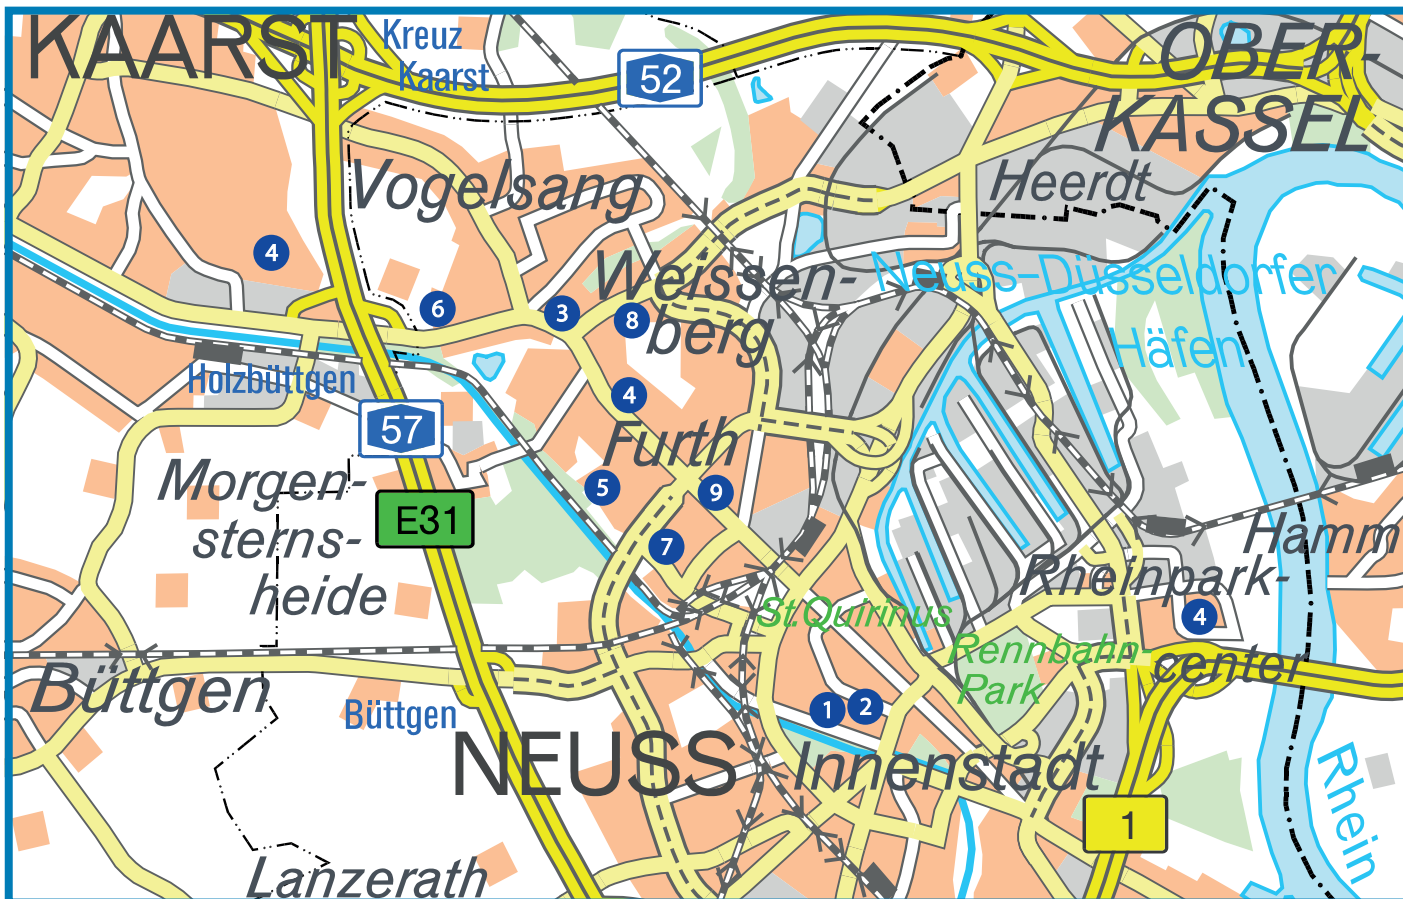 KAARST
Kreuz
Kaarst
52
OBER-
KASSEL
Vogelsang
Heerdt
4
6
3
8
Weissen-
berg
Neuss-Düsseldorfer
Häfen
Holzbüttgen
57
4
Furth
Morgen-
sterns-
heide
E31
5
9
7
Hamm
Rheinpark-
center
4
St.Quirinus
Rennbahn-
Park
Büttgen
Büttgen
1
2
NEUSS
Innenstadt
1
Rhein
Lanzerath